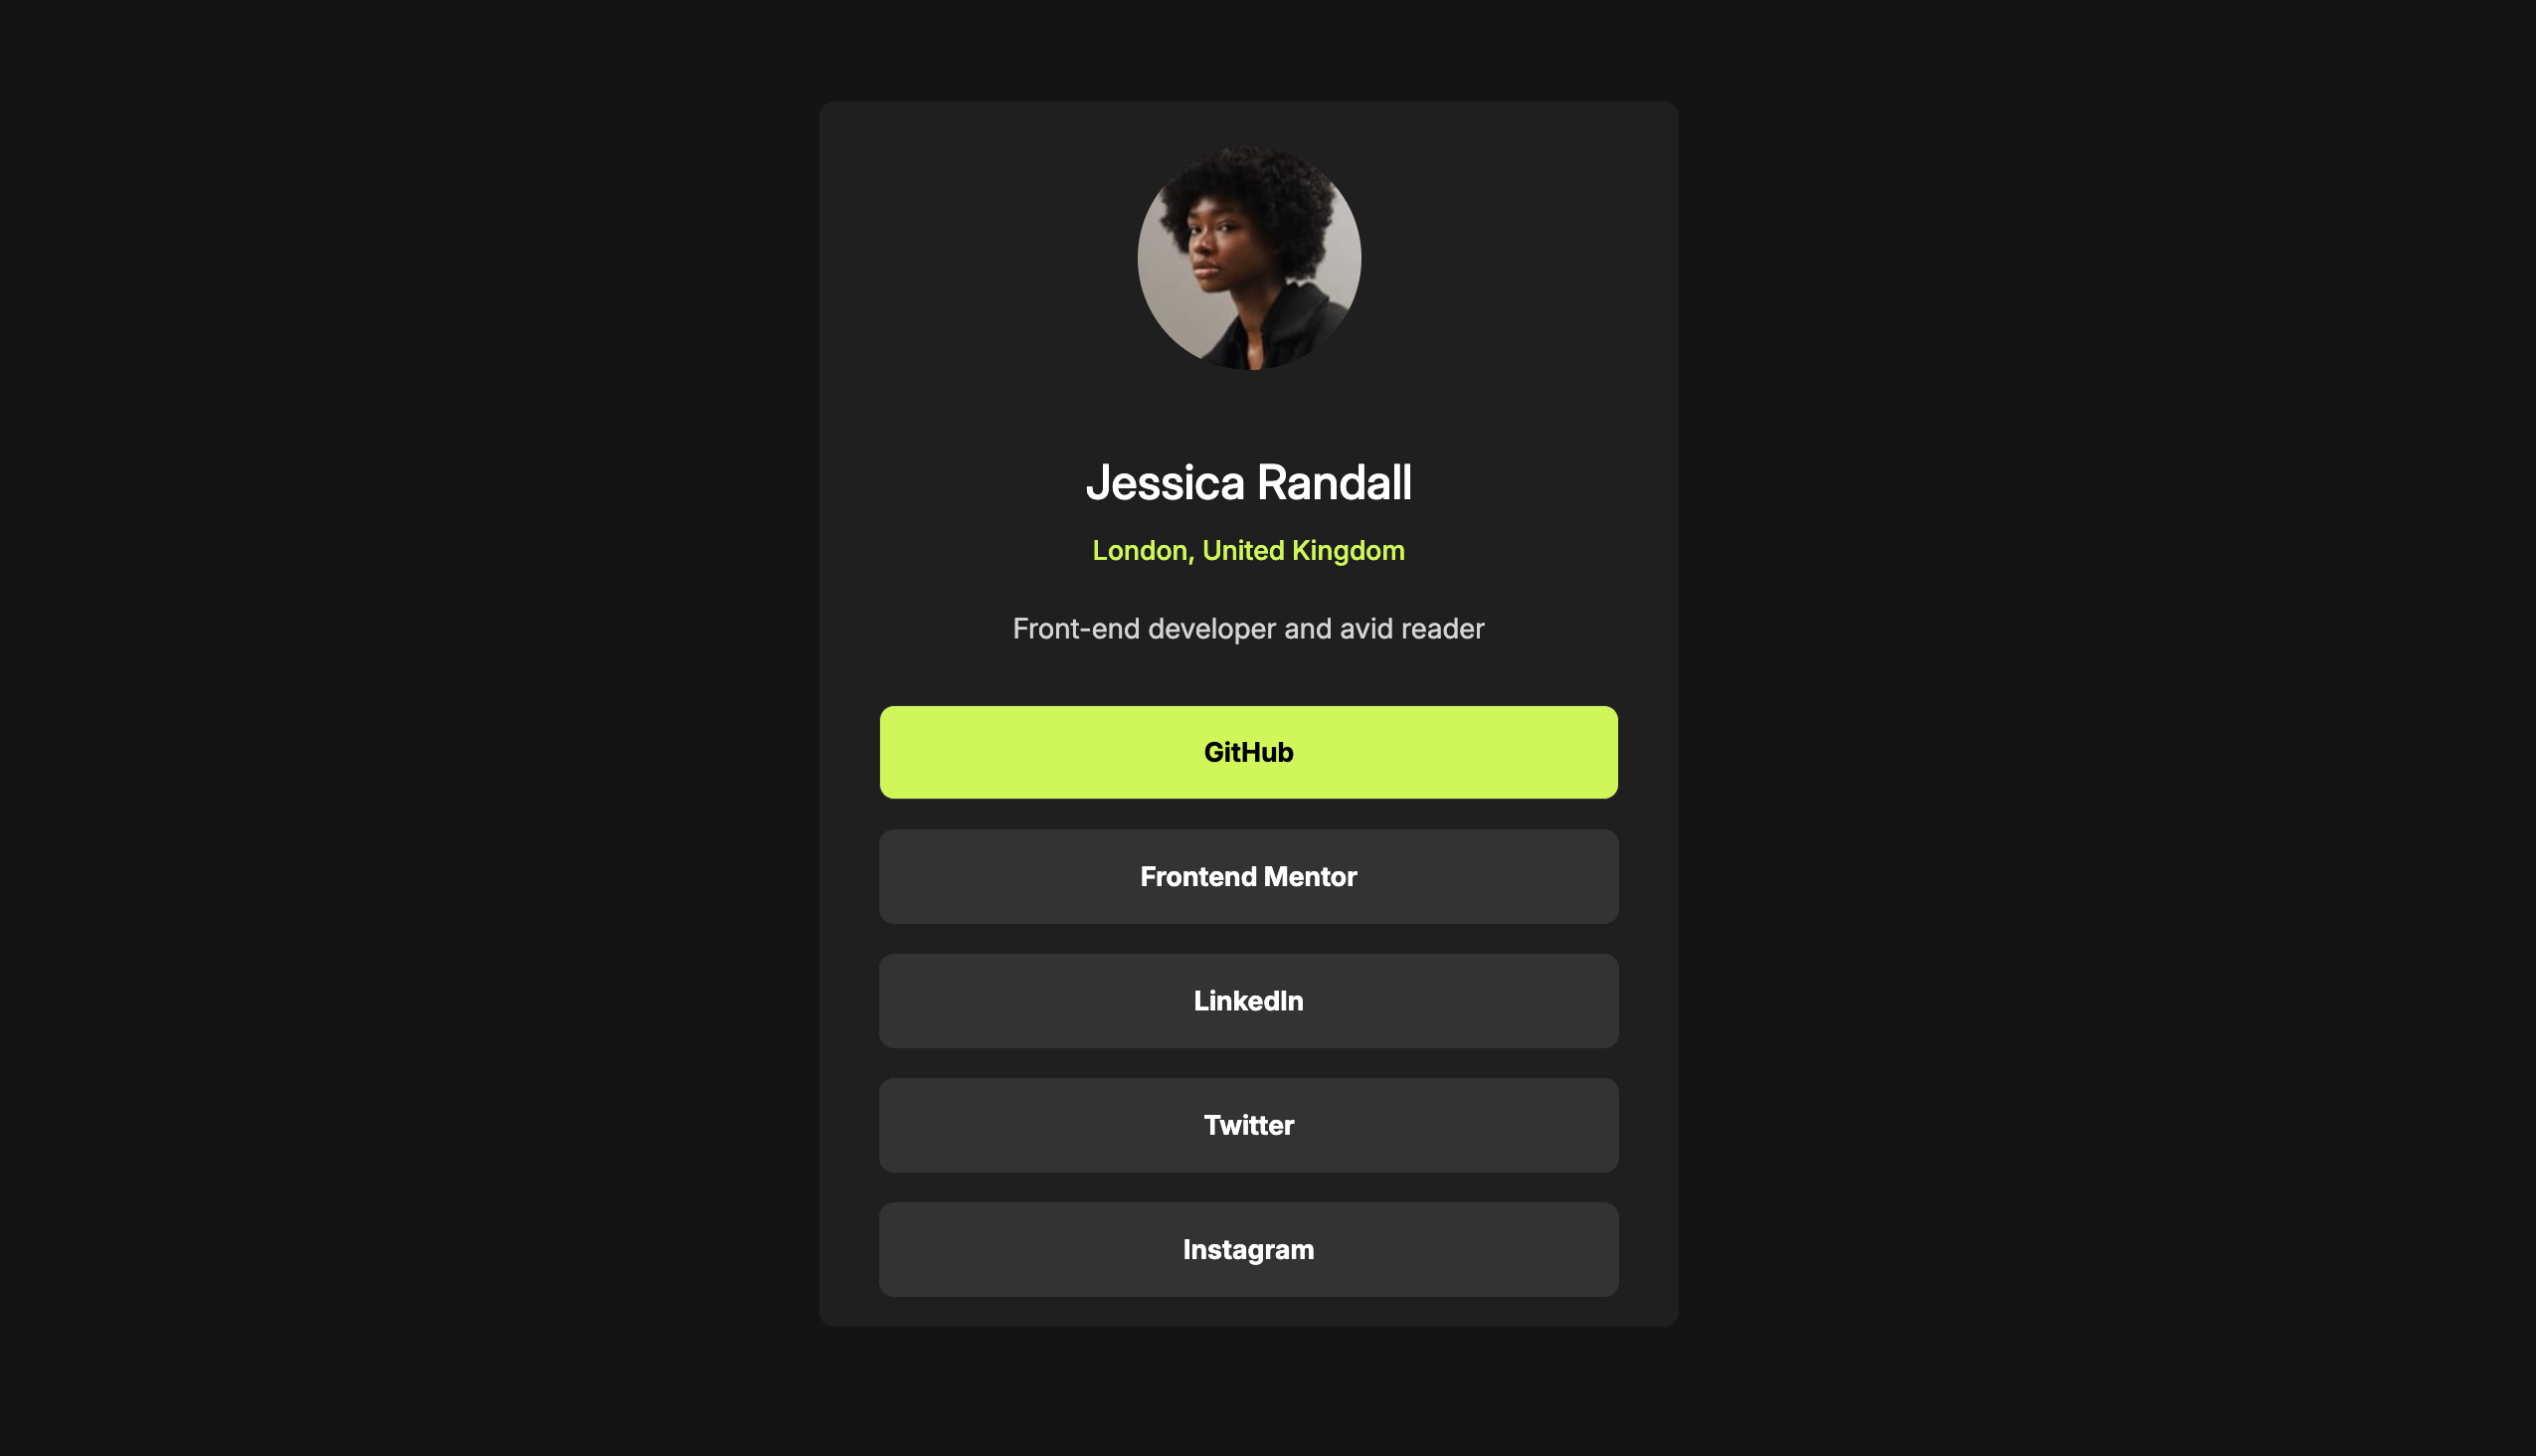 Jessica Randall
London, United Kingdom
Front-end developer and avid reader
GitHub
Frontend Mentor
LinkedIn
Twitter
Instagram